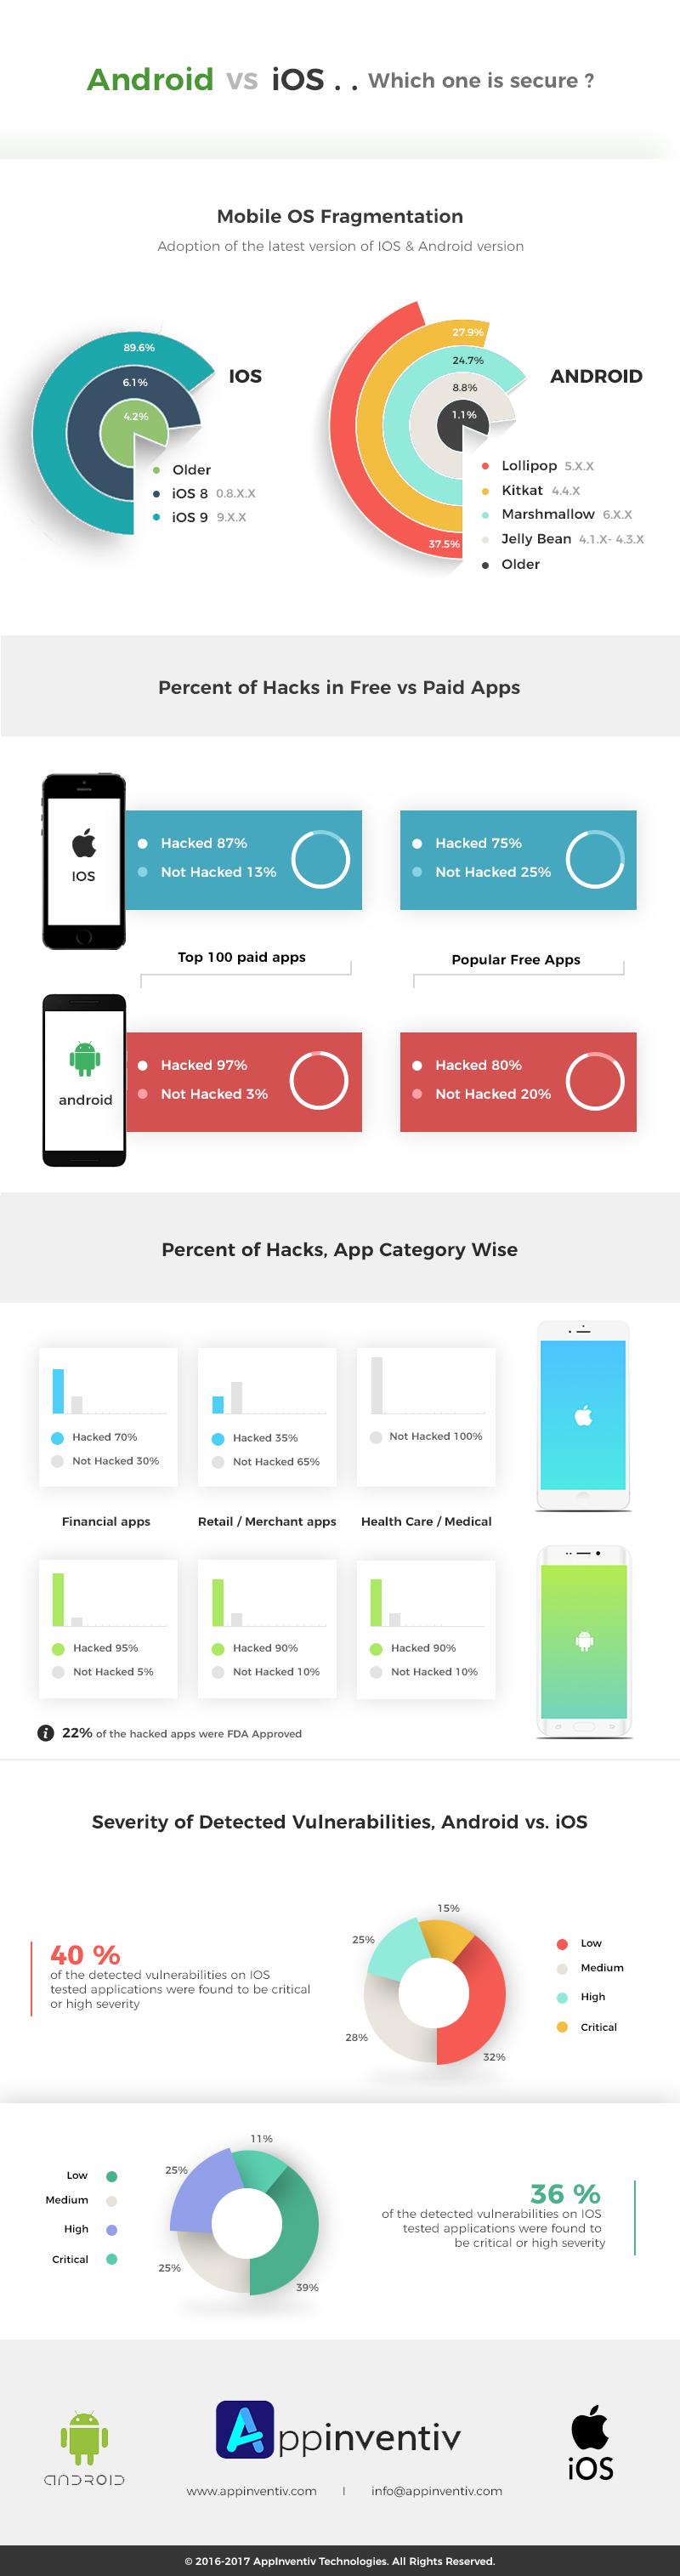 Android vs iOS . . Which one is secure ?
Mobile OS Fragmentation
Adoption of the latest version of IOS & Android version
89.6%
6.1%
4.2%
IOS
Older
iOS 8 0.8.X.X
iOS 9 9.X.X
27.9%
24.7%
8.8%
1.1%
37.5%
ANDROID
Lollipop 5.X.X
Kitkat 4.4.X
Marshmallow 6.X.X
Jelly Bean 4.1.X- 4.3.X
Older
Percent of Hacks in Free vs Paid Apps
IOS
Hacked 87%
Not Hacked 13%
Hacked 75%
Not Hacked 25%
Top 100 paid apps
Popular Free Apps
android
Hacked 97%
Not Hacked 3%
Hacked 80%
Not Hacked 20%
Percent of Hacks, App Category Wise
Hacked 70%
Not Hacked 30%
Hacked 35%
Not Hacked 65%
Not Hacked 100%
Financial apps
Retail / Merchant apps
Health Care / Medical
Hacked 95%
Not Hacked 5%
Hacked 90%
Not Hacked 10%
Hacked 90%
Not Hacked 10%
i 22% of the hacked apps were FDA Approved
Severity of Detected Vulnerabilities, Android vs. iOS
40 %
of the detected vulnerabilities on IOS
tested applications were found to be critical
or high severity
15%
25%
28%
32%
Low
Medium
High
Critical
Low
Medium
High
Critical
11%
25%
25%
39%
36 %
of the detected vulnerabilities on IOS
tested applications were found to
be critical or high severity
ANDROID
Appinventiv
iOS
www.appinventiv.com | info@appinventiv.com
© 2016-2017 AppInventiv Technologies. All Rights Reserved.